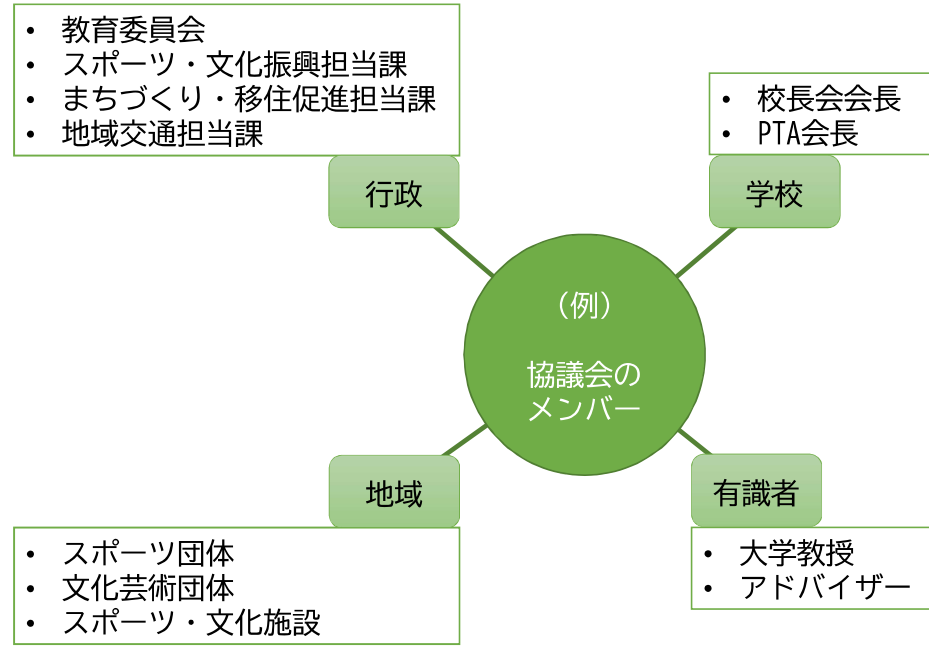 ・ 教育委員会
・ スポーツ・文化振興担当課
・ まちづくり・移住促進担当課
・ 地域交通担当課
行政
・ 校長会会長
・ PTA会長
学校
（例）
協議会の
メンバー
地域
・ スポーツ団体
・ 文化芸術団体
・ スポーツ・文化施設
有識者
・ 大学教授
・ アドバイザー